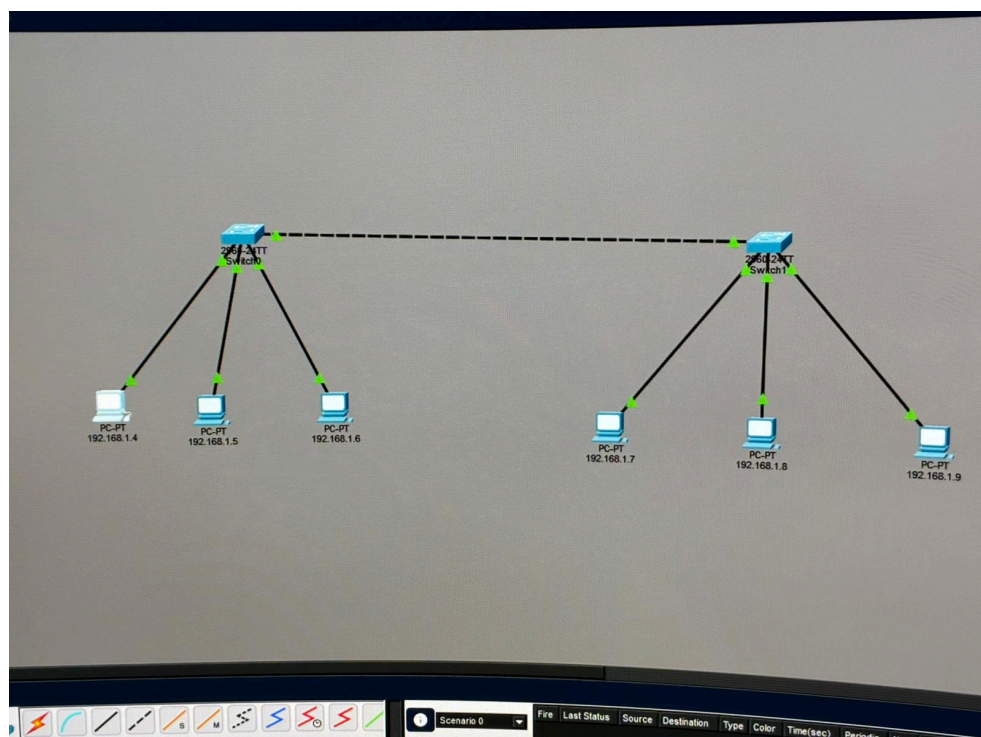 2960-24TT
Switch0
2960-24TT
Switch1
PC-PT
192.168.1.4
PC-PT
192.168.1.5
PC-PT
192.168.1.6
PC-PT
192.168.1.7
PC-PT
192.168.1.8
PC-PT
192.168.1.9
S
M
i
Scenario 0
Fire Last Status Source Destination Type Color Time(sec)